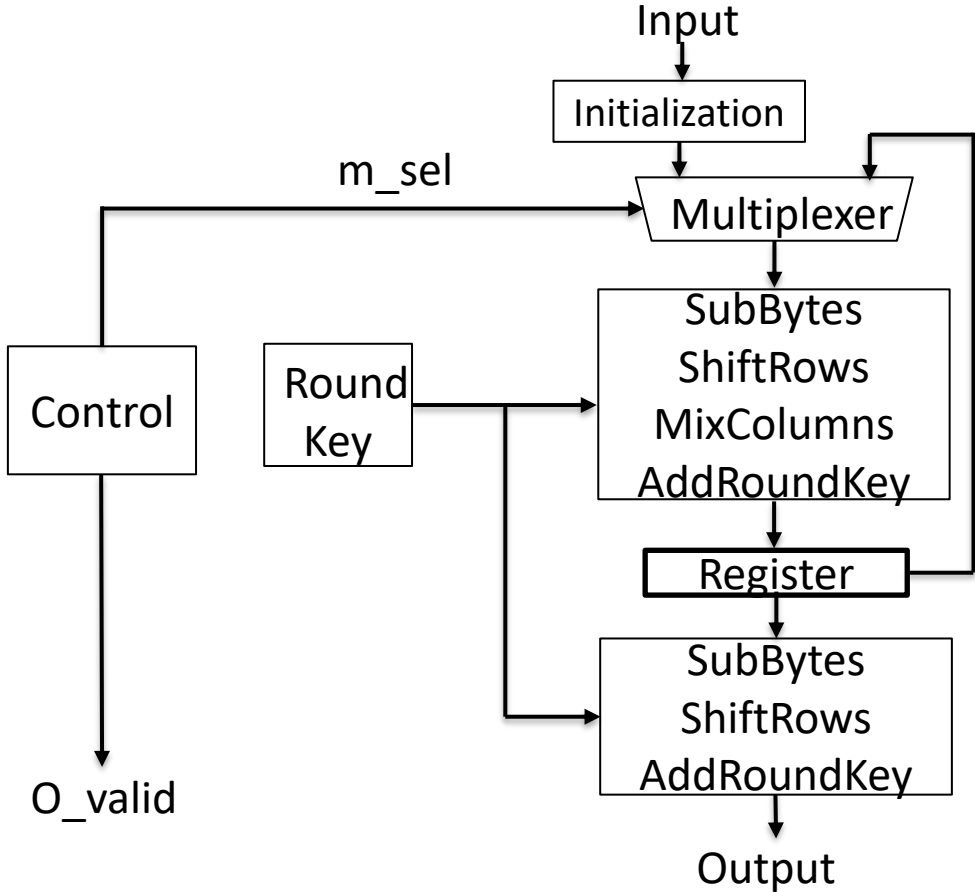 Input
Initialization
m_sel
Multiplexer
SubBytes
ShiftRows
MixColumns
AddRoundKey
Control
Round
Key
Register
SubBytes
ShiftRows
AddRoundKey
O_valid
Output